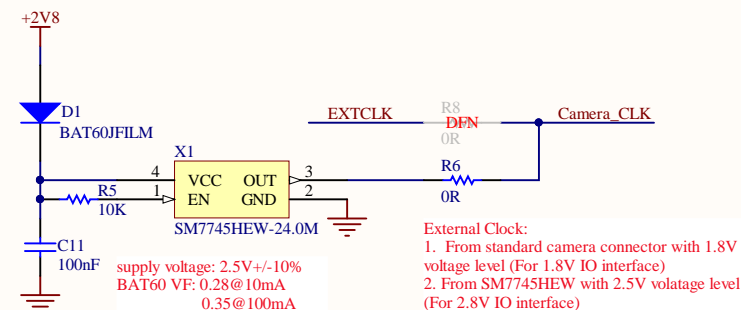 +2V8
D1
BAT60JFILM
EXTCLK
R8
DFN
0R
Camera_CLK
X1
4
VCC
OUT
3
R6
R5
10K
1
EN
GND
2
0R
SM7745HEW-24.0M
C11
100nF
supply voltage: 2.5V+/-10%
BAT60 VF: 0.28@10mA
0.35@100mA
External Clock:
1. From standard camera connector with 1.8V
voltage level (For 1.8V IO interface)
2. From SM7745HEW with 2.5V volatage level
(For 2.8V IO interface)